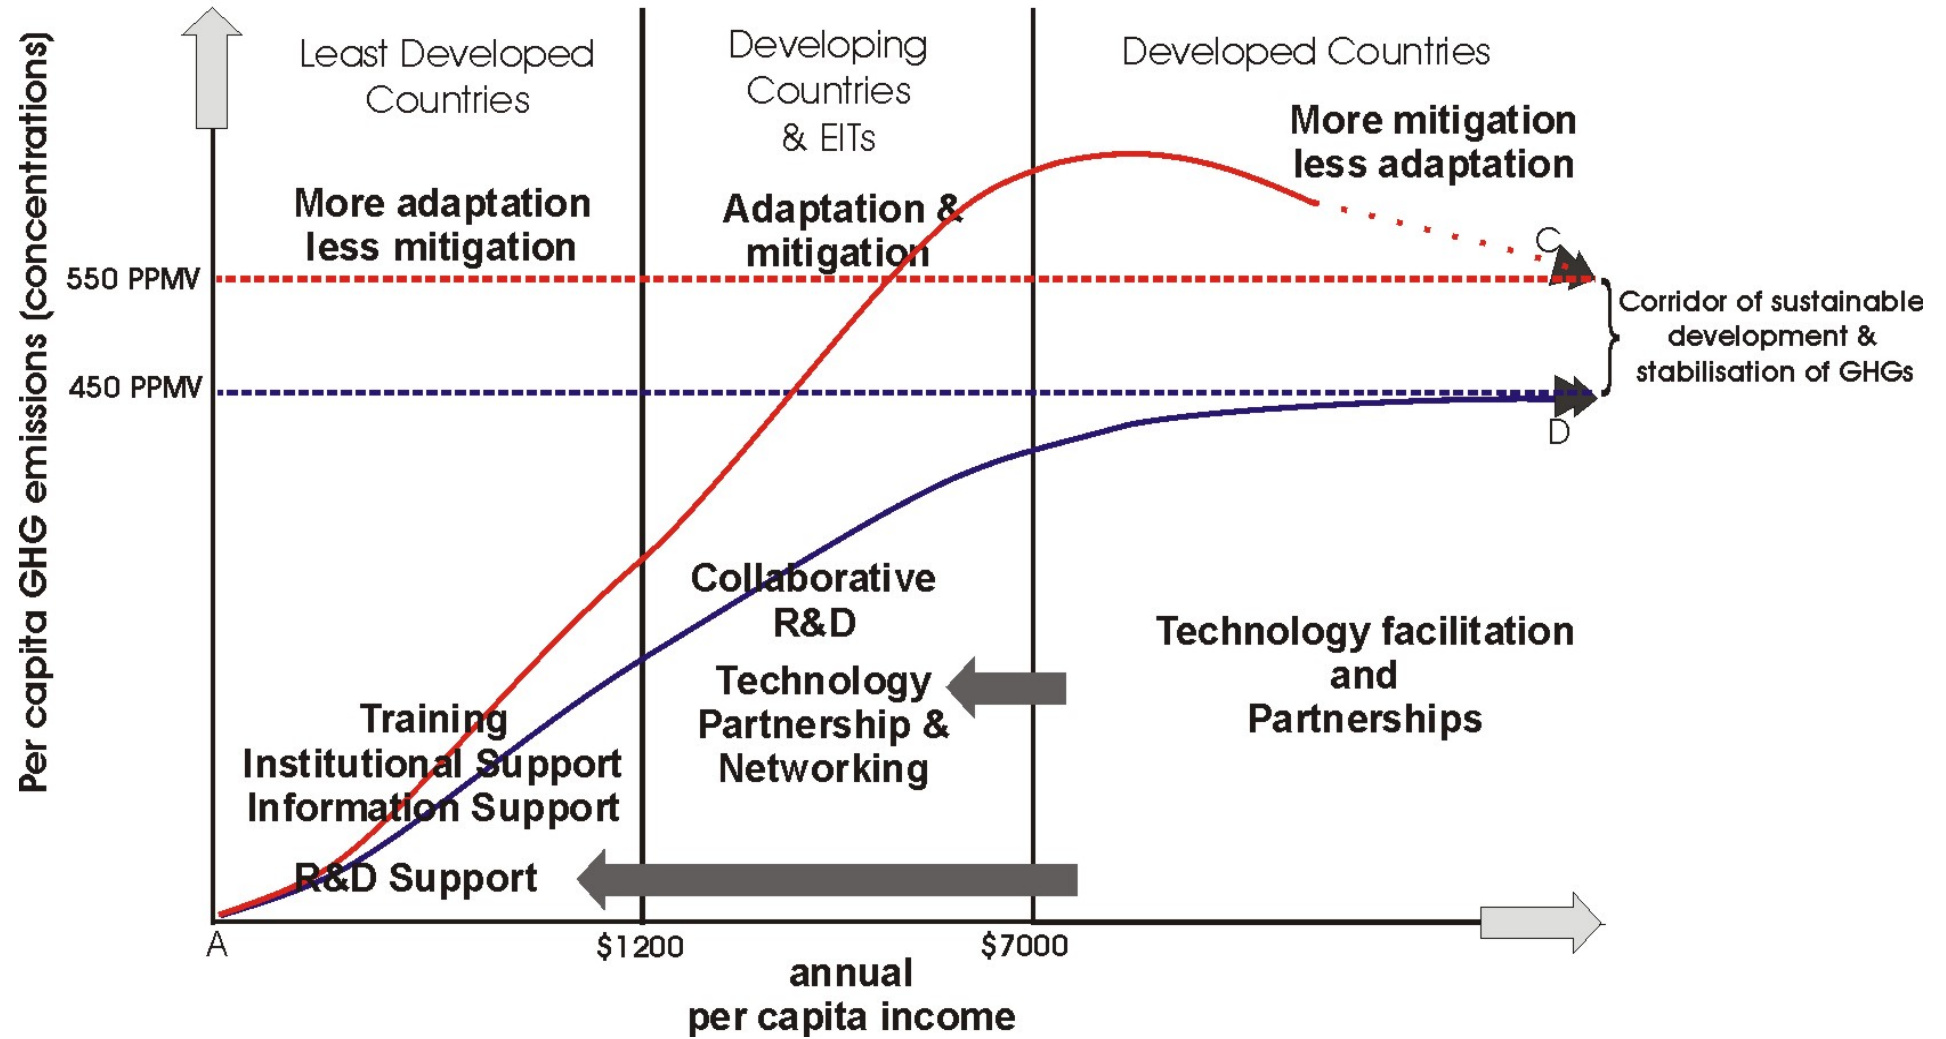 Per capita GHG emissions (concentrations)
Least Developed
Countries
Developing
Countries
& EITs
Developed Countries
More adaptation
less mitigation
Adaptation &
mitigation
More mitigation
less adaptation
550 PPMV
450 PPMV
C
D
Corridor of sustainable
development &
stabilisation of GHGs
Training
Institutional Support
Information Support
R&D Support
Collaborative
R&D
Technology
Partnership &
Networking
Technology facilitation
and
Partnerships
A
$1200
$7000
annual
per capita income